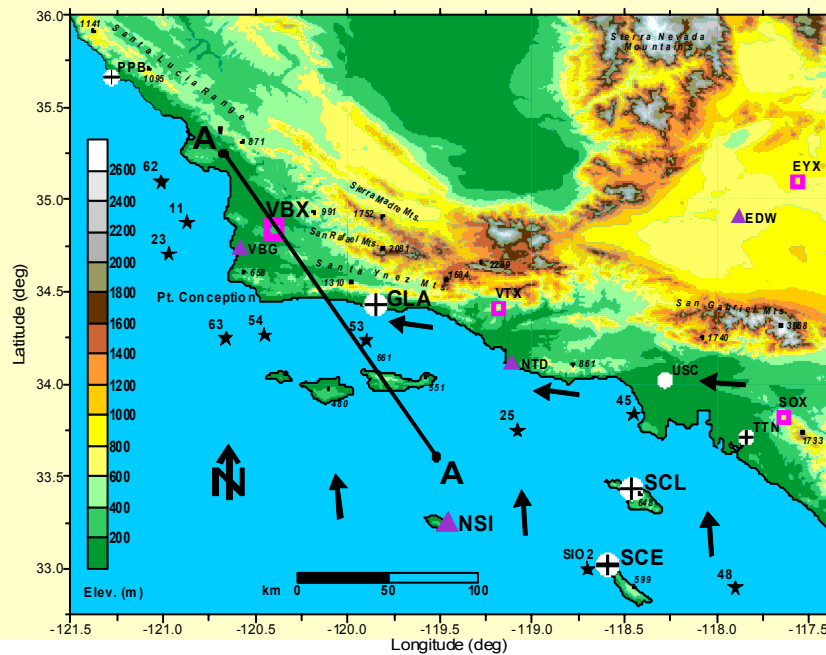 36.0
35.5
35.0
34.5
34.0
33.5
33.0
Latitude (deg)
1141
Santa Lucia Range
PPB
1095
871
A'
62
11
23
2600
2400
2200
2000
1800
1600
1400
1200
1000
800
600
400
200
Elev. (m)
Sierra Nevada
Mountains
EYX
EDW
Sierra Madre Mts.
991
1752
VBX
San Rafael Mts.
2081
VBG
658
Santa Ynez Mts.
2289
1310
1684
Pt. Conception
GLA
VTX
San Gabriel Mts.
3068
1740
63
54
53
661
NTD
861
USC
480
551
45
SOX
TTN
1733
25
A
N
NSI
SCL
648
SIO2
SCE
599
48
km
0
50
100
-121.5
-121.0
-120.5
-120.0
-119.5
-119.0
-118.5
-118.0
-117.5
Longitude (deg)